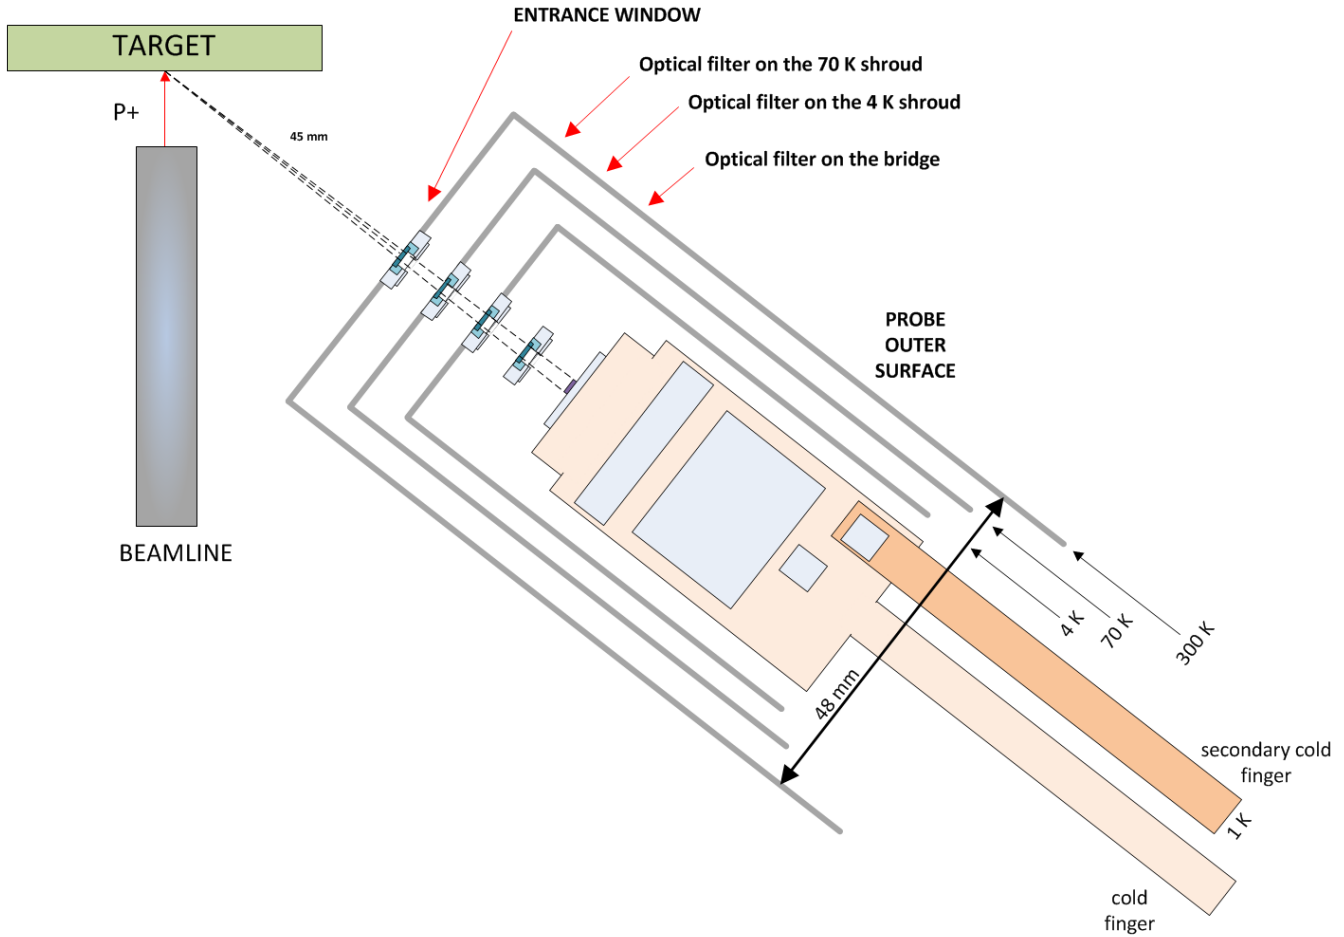 ENTRANCE WINDOW
TARGET
Optical filter on the 70 K shroud
Optical filter on the 4 K shroud
P+
45 mm
Optical filter on the bridge
PROBE
OUTER
SURFACE
BEAMLINE
4 K
70 K
300 K
48 mm
secondary cold
finger
1 K
cold
finger